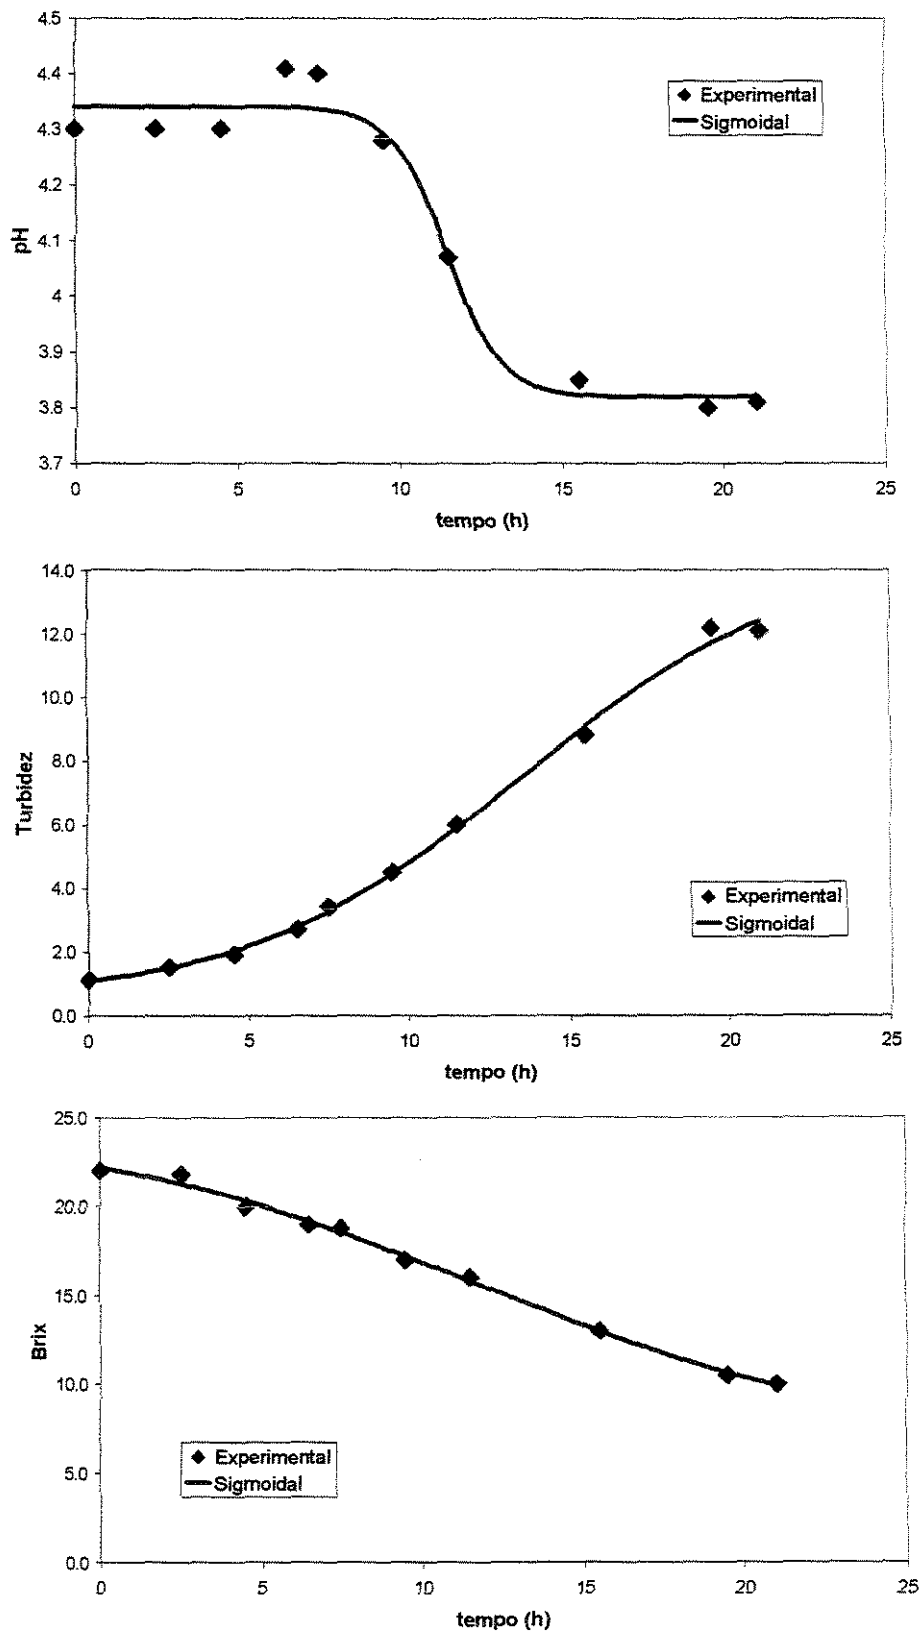 4.5
4.4
4.3
4.2
4.1
4
3.9
3.8
3.7
pH
Experimental
Sigmoidal
0 5 10 15 20 25
tempo (h)
14.0
12.0
10.0
8.0
6.0
4.0
2.0
0.0
Turbidez
Experimental
Sigmoidal
0 5 10 15 20 25
tempo (h)
25.0
20.0
15.0
10.0
5.0
0.0
Brix
Experimental
Sigmoidal
0 5 10 15 20 25
tempo (h)